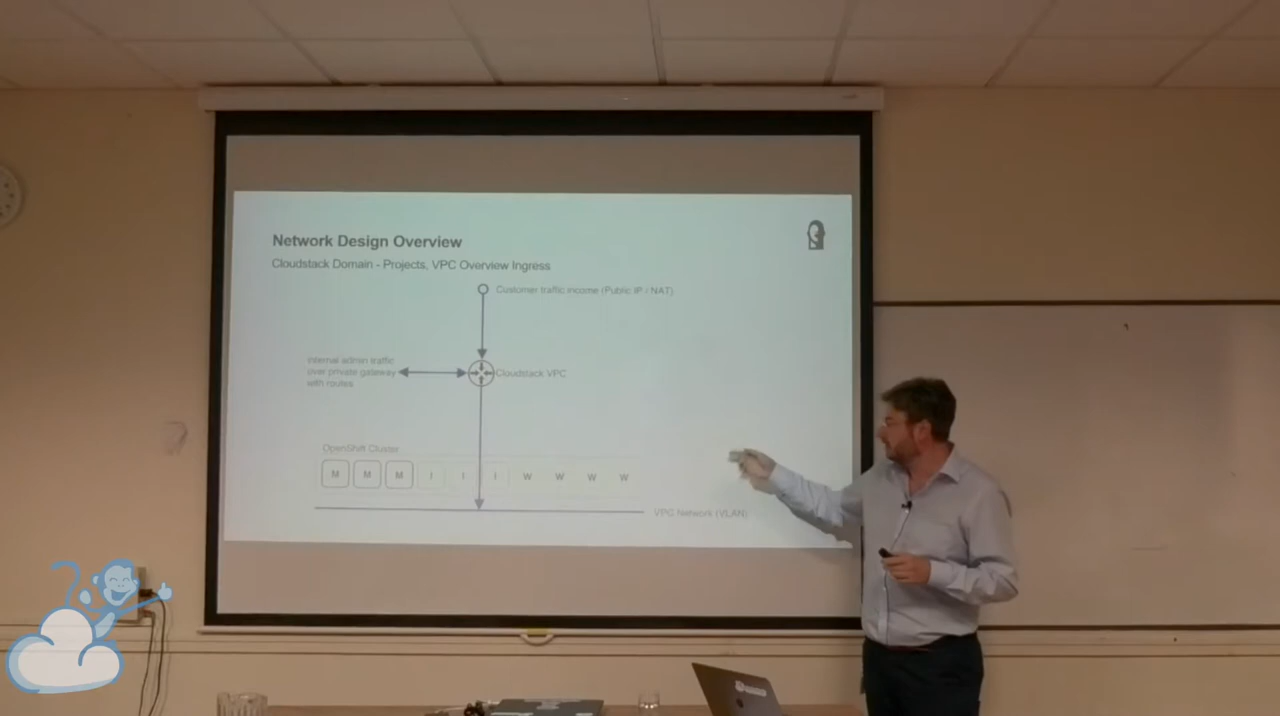 Network Design Overview
Cloudstack Domain - Projects, VPC Overview Ingress
Customer traffic income (Public IP / NAT)
Internal admin traffic
over private gateway
with routes
Cloudstack VPC
OpenShift Cluster
M M M I I I W W W W
VPC Network (VLAN)